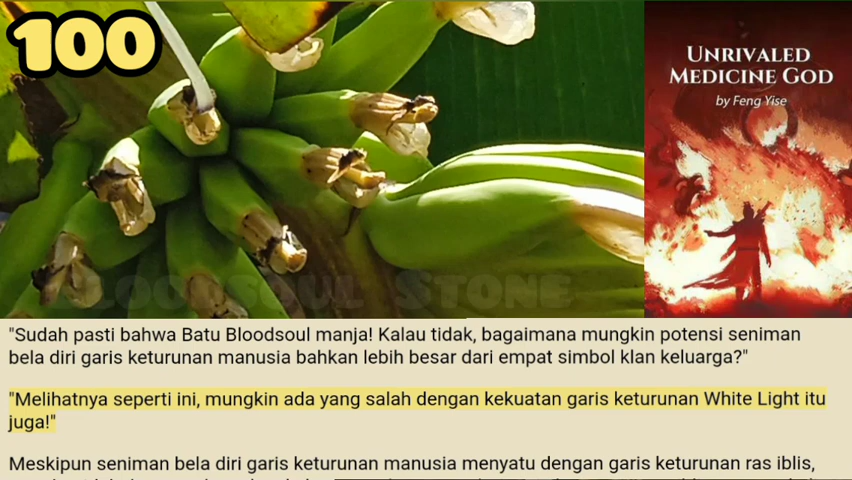 100
UNRIVALED
MEDICINE GOD
by Feng Yise
BLOODSOUL STONE
"Sudah pasti bahwa Batu Bloodsoul manja! Kalau tidak, bagaimana mungkin potensi seniman
bela diri garis keturunan manusia bahkan lebih besar dari empat simbol klan keluarga?"
"Melihatnya seperti ini, mungkin ada yang salah dengan kekuatan garis keturunan White Light itu
juga!"
Meskipun seniman bela diri garis keturunan manusia menyatu dengan garis keturunan ras iblis,